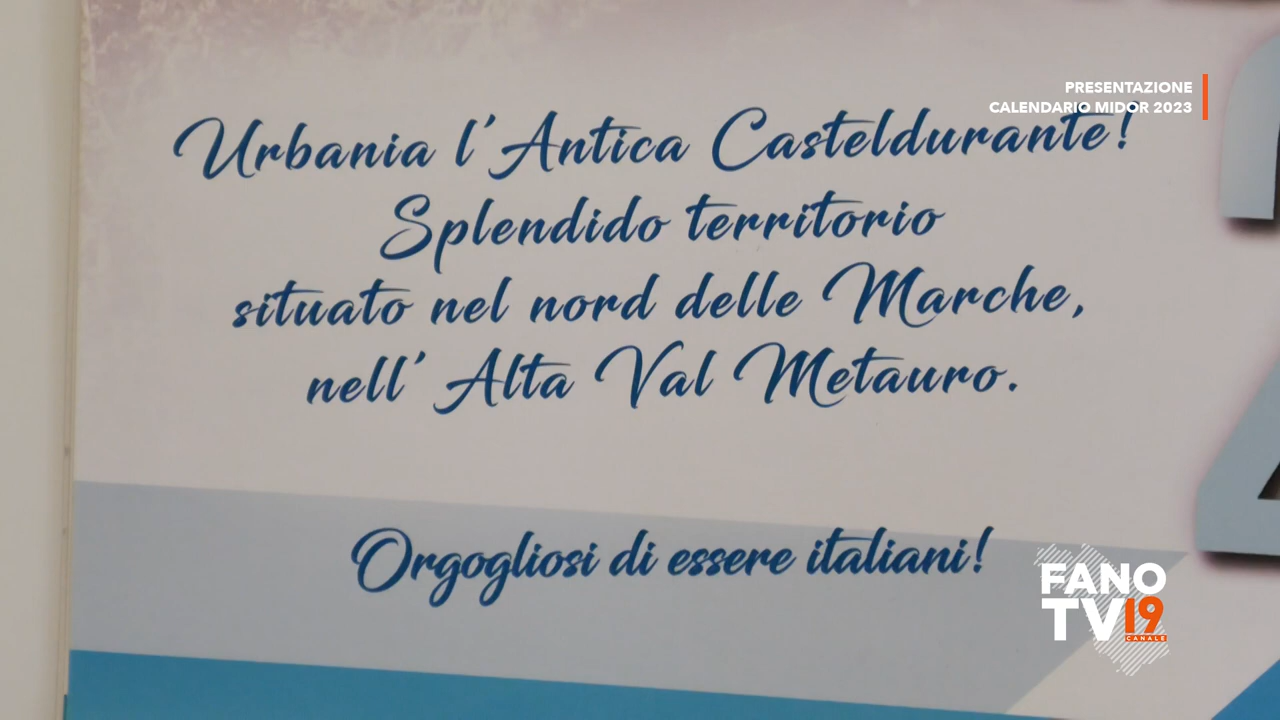 PRESENTAZIONE
CALENDARIO MIDOR 2023
Urbania l'Antica Casteldurante!
Splendido territorio
situato nel nord delle Marche,
nell' Alta Val Metauro.
Orgogliosi di essere italiani!
FANO
TV19
CANALE